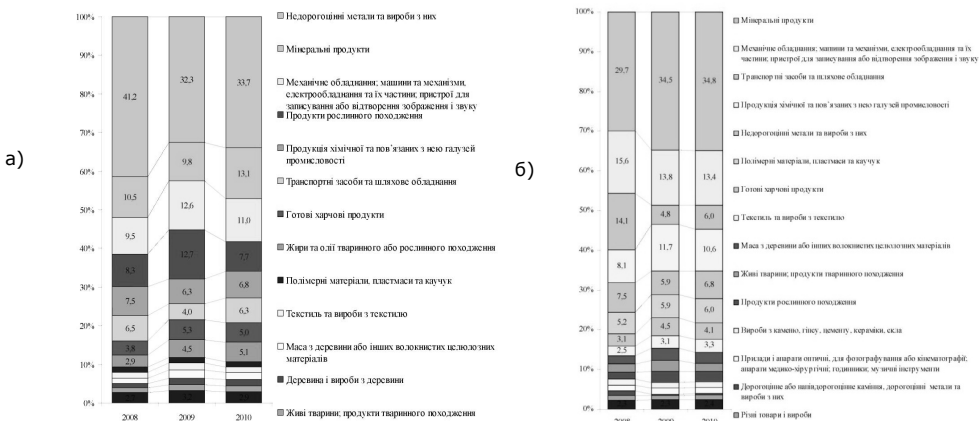 а)
100%
90%
80%
70%
60%
50%
40%
30%
20%
10%
0%
41,2
10,5
9,5
8,3
7,5
6,5
3,8
2,9
32,3
9,8
12,6
12,7
6,3
4,0
5,3
4,5
33,7
13,1
11,0
7,7
6,8
6,3
5,0
5,1
2008
2009
2010
Недорогоцінні метали та вироби з них
Мінеральні продукти
Механічне обладнання; машини та механізми,
електрообладнання та їх частини; пристрої для
записування або відтворення зображення і звуку
Продукти рослинного походження
Продукція хімічної та пов'язаних з нею галузей
промисловості
Транспортні засоби та шляхове обладнання
Готові харчові продукти
Жири та олії тваринного або рослинного походження
Полімерні матеріали, пластмаси та каучук
Текстиль та вироби з текстилю
Маса з деревини або інших волокнистих целюлозних
матеріалів
Деревина і вироби з деревини
Живі тварини; продукти тваринного походження
б)
100%
90%
80%
70%
60%
50%
40%
30%
20%
10%
0%
29,7
15,6
14,1
8,1
7,5
5,2
3,1
2,5
34,5
13,8
4,8
11,7
5,9
5,9
4,5
3,1
34,8
13,4
6,0
10,6
6,8
6,0
4,1
3,3
2008
2009
2010
Мінеральні продукти
Механічне обладнання; машини та механізми, електрообладнання та їх
частини; пристрої для записування або відтворення зображення і звуку
Транспортні засоби та шляхове обладнання
Продукція хімічної та пов'язаних з нею галузей промисловості
Недорогоцінні метали та вироби з них
Полімерні матеріали, пластмаси та каучук
Готові харчові продукти
Текстиль та вироби з текстилю
Маса з деревини або інших волокнистих целюлозних матеріалів
Живі тварини; продукти тваринного походження
Продукти рослинного походження
Вироби з каменю, гіпсу, цементу, кераміки, скла
Прилади і апарати оптичні, для фотографування або кінематографії;
апарати медико-хірургічні; годинники; музичні інструменти
Дорогоцінне або напівдорогоцінне каміння, дорогоцінні метали та
вироби з них
Різні товари і вироби